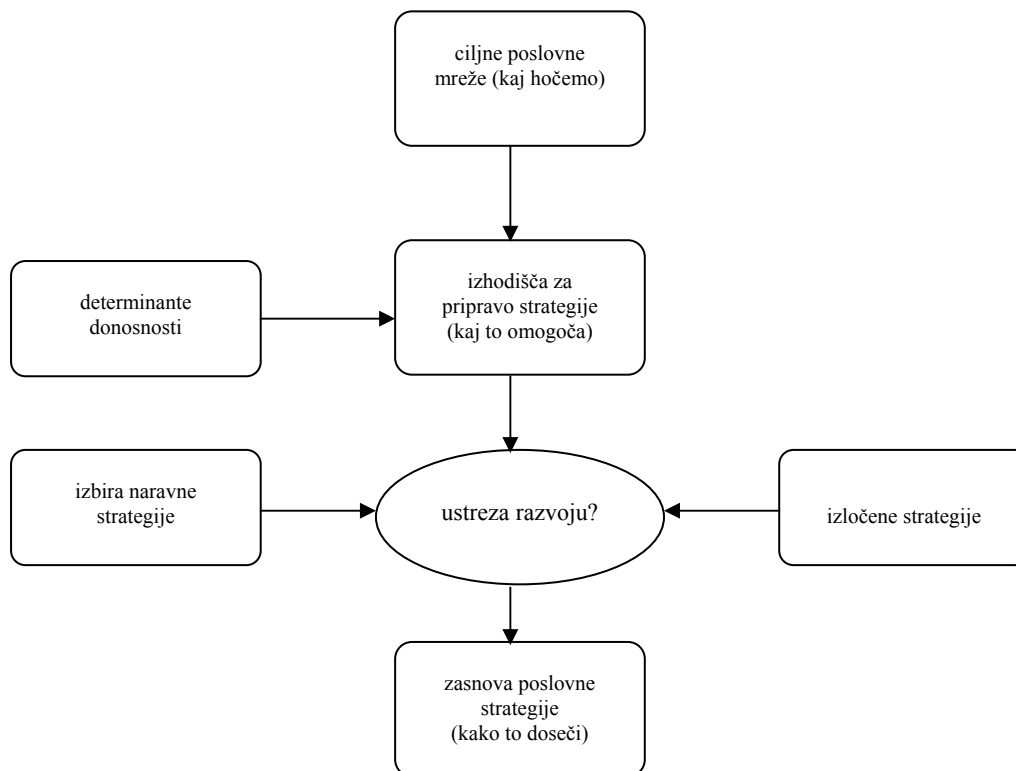 ciljne poslovne
mreže (kaj hočemo)
izhodišča za
pripravo strategije
(kaj to omogoča)
determinante
donosnosti
izbira naravne
strategije
ustreza razvoju?
izločene strategije
zasnova poslovne
strategije
(kako to doseči)